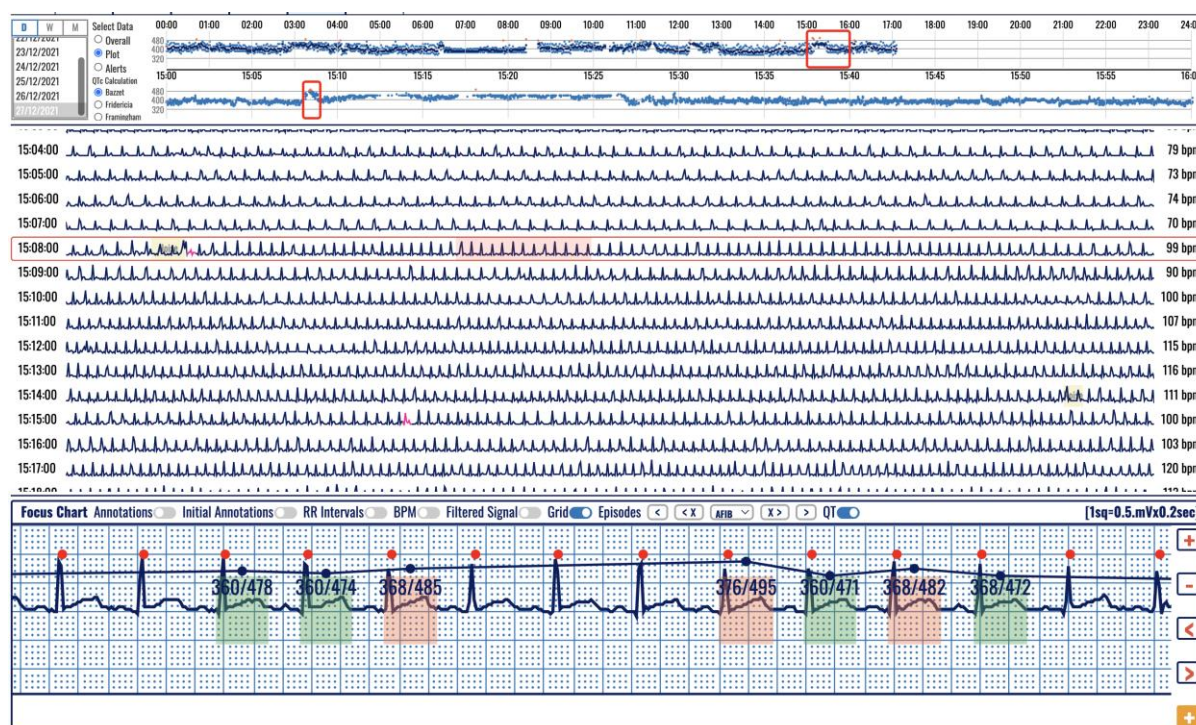 D W M Select Data 00:00 01:00 02:00 03:00 04:00 05:00 06:00 07:00 08:00 09:00 10:00 11:00 12:00 13:00 14:00 15:00 16:00 17:00 18:00 19:00 20:00 21:00 22:00 23:00 24:0
22/12/2021 Overall 480
23/12/2021 Plot 400
24/12/2021 Alerts 320
25/12/2021 QTc Calculation 15:00 15:05 15:10 15:15 15:20 15:25 15:30 15:35 15:40 15:45 15:50 15:55 16:0
26/12/2021 Bazzet 480
27/12/2021 Fridericia 400
Framingham 320
15:04:00 79 bpm
15:05:00 73 bpm
15:06:00 74 bpm
15:07:00 70 bpm
15:08:00 99 bpm
15:09:00 90 bpm
15:10:00 100 bpm
15:11:00 107 bpm
15:12:00 115 bpm
15:13:00 116 bpm
15:14:00 111 bpm
15:15:00 100 bpm
15:16:00 103 bpm
15:17:00 120 bpm
Focus Chart Annotations Initial Annotations RR Intervals BPM Filtered Signal Grid Episodes < < X AFIB X > > QT [1sq=0.5.mVx0.2sec
360/478 360/474 368/485 376/495 360/471 368/482 368/472
+
-
<
>
+